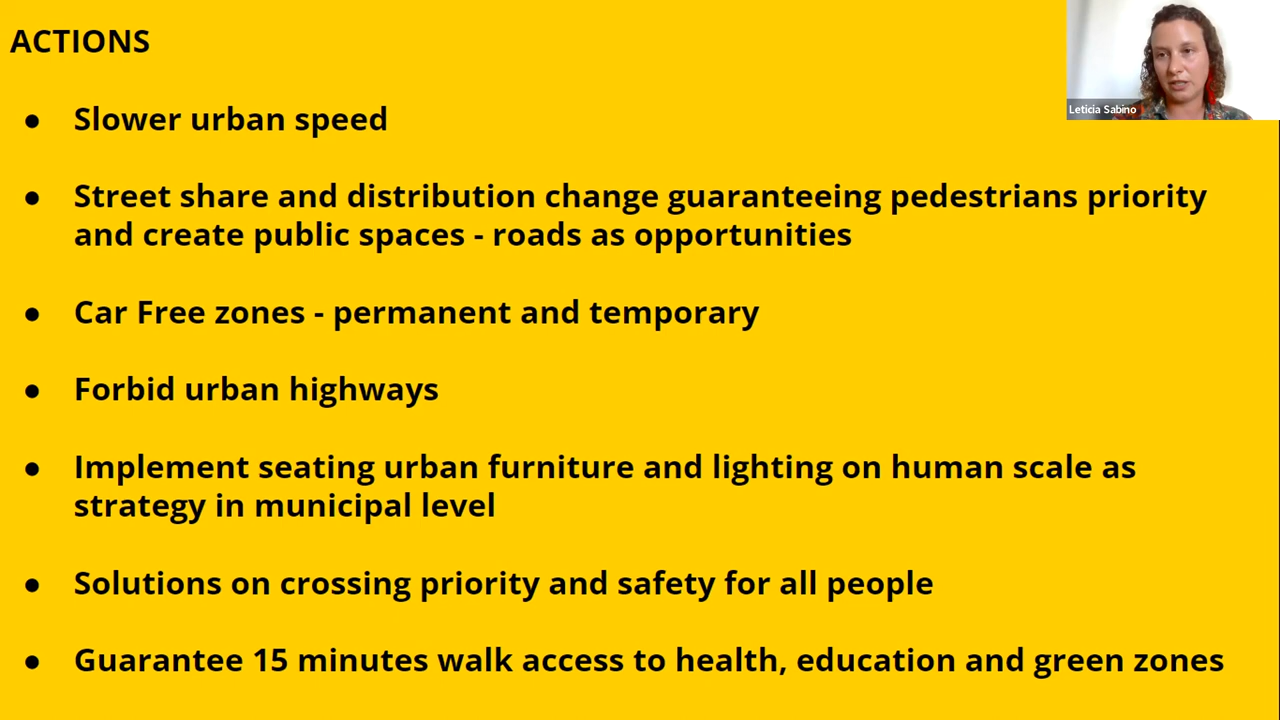 ACTIONS
Leticia Sabino
● Slower urban speed
● Street share and distribution change guaranteeing pedestrians priority
and create public spaces - roads as opportunities
● Car Free zones - permanent and temporary
● Forbid urban highways
● Implement seating urban furniture and lighting on human scale as
strategy in municipal level
● Solutions on crossing priority and safety for all people
● Guarantee 15 minutes walk access to health, education and green zones